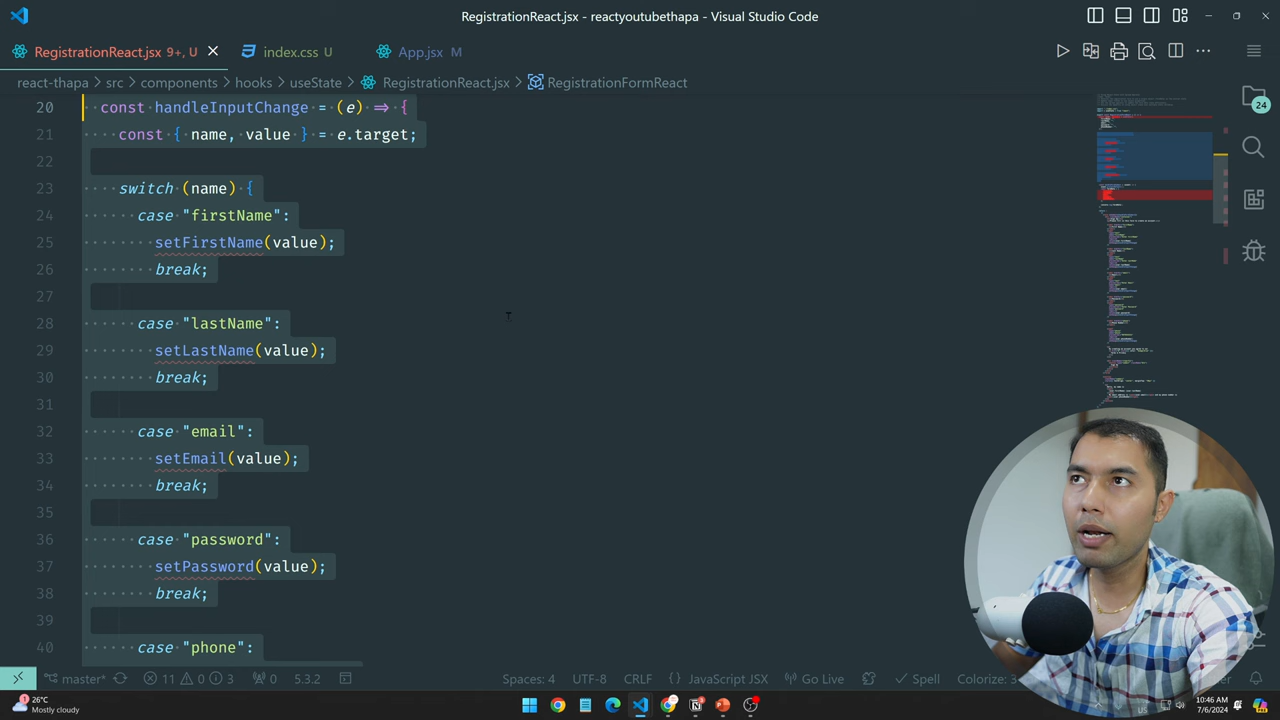 RegistrationReact.jsx - reactyoutubethapa - Visual Studio Code
RegistrationReact.jsx 9+, U
index.css U
App.jsx M
react-thapa > src > components > hooks > useState > RegistrationReact.jsx > RegistrationFormReact
20 const handleInputChange = (e) => {
21 const { name, value } = e.target;
22
23 switch (name) {
24 case "firstName":
25 setFirstName(value);
26 break;
27
28 case "lastName":
29 setLastName(value);
30 break;
31
32 case "email":
33 setEmail(value);
34 break;
35
36 case "password":
37 setPassword(value);
38 break;
39
40 case "phone":
24
master* 11 0 3 0 5.3.2 Spaces: 4 UTF-8 CRLF {} JavaScript JSX Go Live Spell Colorize: 3
26°C
Mostly cloudy
1
US
10:46 AM
7/6/2024